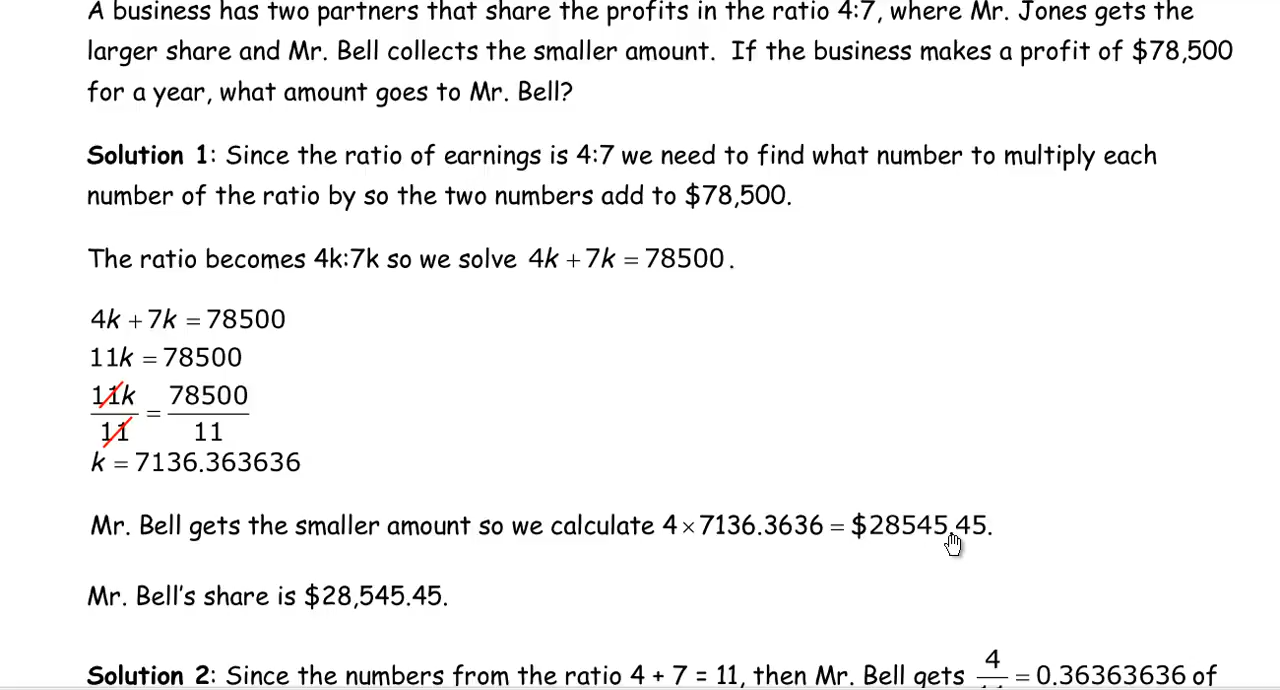 A business has two partners that share the profits in the ratio 4:7, where Mr. Jones gets the
larger share and Mr. Bell collects the smaller amount. If the business makes a profit of $78,500
for a year, what amount goes to Mr. Bell?
Solution 1: Since the ratio of earnings is 4:7 we need to find what number to multiply each
number of the ratio by so the two numbers add to $78,500.
The ratio becomes 4k:7k so we solve 4k + 7k = 78500.
4k + 7k = 78500
11k = 78500
11k/11 = 78500/11
k = 7136.363636
Mr. Bell gets the smaller amount so we calculate 4 × 7136.3636 = $28545.45.
Mr. Bell's share is $28,545.45.
Solution 2: Since the numbers from the ratio 4 + 7 = 11, then Mr. Bell gets 4 = 0.36363636 of